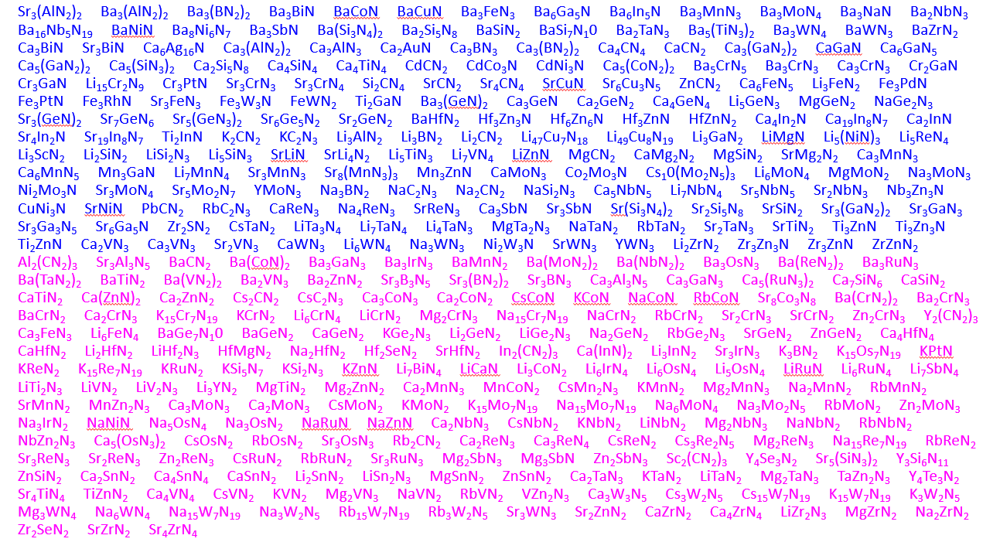 Sr₃(AlN₂)₂ Ba₃(AlN₂)₂ Ba₃(BN₂)₂ Ba₃BiN BaCoN BaCuN Ba₃FeN₃ Ba₆Ga₅N Ba₆In₅N Ba₃MnN₃ Ba₃MoN₄ Ba₃NaN Ba₂NbN₃
Ba₁₆Nb₅N₁₉ BaNiN Ba₈Ni₆N₇ Ba₃SbN Ba(Si₃N₄)₂ Ba₂Si₅N₈ BaSiN₂ BaSi₇N₁0 Ba₂TaN₃ Ba₅(TiN₃)₂ Ba₃WN₄ BaWN₃ BaZrN₂
Ca₃BiN Sr₃BiN Ca₆Ag₁₆N Ca₃(AlN₂)₂ Ca₃AlN₃ Ca₂AuN Ca₃BN₃ Ca₃(BN₂)₂ Ca₄CN₄ CaCN₂ Ca₃(GaN₂)₂ CaGaN Ca₆GaN₅
Ca₅(GaN₂)₂ Ca₅(SiN₃)₂ Ca₂Si₅N₈ Ca₄SiN₄ Ca₄TiN₄ CdCN₂ CdCo₃N CdNi₃N Ca₅(CoN₂)₂ Ba₅CrN₅ Ba₃CrN₃ Ca₃CrN₃ Cr₂GaN
Cr₃GaN Li₁₅Cr₂N₉ Cr₃PtN Sr₃CrN₃ Sr₃CrN₄ Si₂CN₄ SrCN₂ Sr₄CN₄ SrCuN Sr₆Cu₃N₅ ZnCN₂ Ca₆FeN₅ Li₃FeN₂ Fe₃PdN
Fe₃PtN Fe₃RhN Sr₃FeN₃ Fe₃W₃N FeWN₂ Ti₂GaN Ba₃(GeN)₂ Ca₃GeN Ca₂GeN₂ Ca₄GeN₄ Li₅GeN₃ MgGeN₂ NaGe₂N₃
Sr₃(GeN)₂ Sr₇GeN₆ Sr₅(GeN₃)₂ Sr₆Ge₅N₂ Sr₂GeN₂ BaHfN₂ Hf₃Zn₃N Hf₆Zn₆N Hf₃ZnN HfZnN₂ Ca₄In₂N Ca₁₉In₈N₇ Ca₂InN
Sr₄In₂N Sr₁₉In₈N₇ Ti₂InN K₂CN₂ KC₂N₃ Li₃AlN₂ Li₃BN₂ Li₂CN₂ Li₄₇Cu₇N₁₈ Li₄₉Cu₈N₁₉ Li₃GaN₂ LiMgN Li₅(NiN)₃ Li₅ReN₄
Li₃ScN₂ Li₂SiN₂ LiSi₂N₃ Li₅SiN₃ SrLiN SrLi₄N₂ Li₅TiN₃ Li₇VN₄ LiZnN MgCN₂ CaMg₂N₂ MgSiN₂ SrMg₂N₂ Ca₃MnN₃
Ca₆MnN₅ Mn₃GaN Li₇MnN₄ Sr₃MnN₃ Sr₈(MnN₃)₃ Mn₃ZnN CaMoN₃ Co₂Mo₃N Cs₁0(Mo₂N₅)₃ Li₆MoN₄ MgMoN₂ Na₃MoN₃
Ni₂Mo₃N Sr₃MoN₄ Sr₅Mo₂N₇ YMoN₃ Na₃BN₂ NaC₂N₃ Na₂CN₂ NaSi₂N₃ Ca₅NbN₅ Li₇NbN₄ Sr₅NbN₅ Sr₂NbN₃ Nb₃Zn₃N
CuNi₃N SrNiN PbCN₂ RbC₂N₃ CaReN₃ Na₄ReN₃ SrReN₃ Ca₃SbN Sr₃SbN Sr(Si₃N₄)₂ Sr₂Si₅N₈ SrSiN₂ Sr₃(GaN₂)₂ Sr₃GaN₃
Sr₃Ga₃N₅ Sr₆Ga₅N Zr₂SN₂ CsTaN₂ LiTa₃N₄ Li₇TaN₄ Li₄TaN₃ MgTa₂N₃ NaTaN₂ RbTaN₂ Sr₂TaN₃ SrTiN₂ Ti₃ZnN Ti₃Zn₃N
Ti₂ZnN Ca₂VN₃ Ca₃VN₃ Sr₂VN₃ CaWN₃ Li₆WN₄ Na₃WN₃ Ni₂W₃N SrWN₃ YWN₃ Li₂ZrN₂ Zr₃Zn₃N Zr₃ZnN ZrZnN₂
Al₂(CN₂)₃ Sr₃Al₃N₅ BaCN₂ Ba(CoN)₂ Ba₃GaN₃ Ba₃IrN₃ BaMnN₂ Ba(MoN₂)₂ Ba(NbN₂)₂ Ba₃OsN₃ Ba(ReN₂)₂ Ba₃RuN₃
Ba(TaN₂)₂ BaTiN₂ Ba(VN₂)₂ Ba₂VN₃ Ba₂ZnN₂ Sr₃B₃N₅ Sr₃(BN₂)₂ Sr₃BN₃ Ca₃Al₃N₅ Ca₃GaN₃ Ca₅(RuN₃)₂ Ca₇SiN₆ CaSiN₂
CaTiN₂ Ca(ZnN)₂ Ca₂ZnN₂ Cs₂CN₂ CsC₂N₃ Ca₃CoN₃ Ca₂CoN₂ CsCoN KCoN NaCoN RbCoN Sr₈Co₃N₈ Ba(CrN₂)₂ Ba₂CrN₃
BaCrN₂ Ca₂CrN₃ K₁₅Cr₇N₁₉ KCrN₂ Li₆CrN₄ LiCrN₂ Mg₂CrN₃ Na₁₅Cr₇N₁₉ NaCrN₂ RbCrN₂ Sr₂CrN₃ SrCrN₂ Zn₂CrN₃ Y₂(CN₂)₃
Ca₃FeN₃ Li₆FeN₄ BaGe₇N₁0 BaGeN₂ CaGeN₂ KGe₂N₃ Li₂GeN₂ LiGe₂N₃ Na₂GeN₂ RbGe₂N₃ SrGeN₂ ZnGeN₂ Ca₄HfN₄
CaHfN₂ Li₂HfN₂ LiHf₂N₃ HfMgN₂ Na₂HfN₂ Hf₂SeN₂ SrHfN₂ In₂(CN₂)₃ Ca(InN)₂ Li₃InN₂ Sr₃IrN₃ K₃BN₂ K₁₅Os₇N₁₉ KPtN
KReN₂ K₁₅Re₇N₁₉ KRuN₂ KSi₅N₇ KSi₂N₃ KZnN Li₇BiN₄ LiCaN Li₃CoN₂ Li₆IrN₄ Li₆OsN₄ Li₅OsN₄ LiRuN Li₆RuN₄ Li₇SbN₄
LiTi₂N₃ LiVN₂ LiV₂N₃ Li₃YN₂ MgTiN₂ Mg₂ZnN₂ Ca₂MnN₃ MnCoN₂ CsMn₂N₃ KMnN₂ Mg₂MnN₃ Na₂MnN₂ RbMnN₂
SrMnN₂ MnZn₂N₃ Ca₃MoN₃ Ca₂MoN₃ CsMoN₂ KMoN₂ K₁₅Mo₇N₁₉ Na₁₅Mo₇N₁₉ Na₆MoN₄ Na₃Mo₂N₅ RbMoN₂ Zn₂MoN₃
Na₃IrN₂ NaNiN Na₅OsN₄ Na₃OsN₂ NaRuN NaZnN Ca₂NbN₃ CsNbN₂ KNbN₂ LiNbN₂ Mg₂NbN₃ NaNbN₂ RbNbN₂
NbZn₂N₃ Ca₅(OsN₃)₂ CsOsN₂ RbOsN₂ Sr₃OsN₃ Rb₂CN₂ Ca₂ReN₃ Ca₃ReN₄ CsReN₂ Cs₃Re₂N₅ Mg₂ReN₃ Na₁₅Re₇N₁₉ RbReN₂
Sr₃ReN₃ Sr₂ReN₃ Zn₂ReN₃ CsRuN₂ RbRuN₂ Sr₃RuN₃ Mg₂SbN₃ Mg₃SbN Zn₂SbN₃ Sc₂(CN₂)₃ Y₄Se₃N₂ Sr₅(SiN₃)₂ Y₃Si₆N₁₁
ZnSiN₂ Ca₂SnN₂ Ca₄SnN₄ CaSnN₂ Li₂SnN₂ LiSn₂N₃ MgSnN₂ ZnSnN₂ Ca₂TaN₃ KTaN₂ LiTaN₂ Mg₂TaN₃ TaZn₂N₃ Y₄Te₃N₂
Sr₄TiN₄ TiZnN₂ Ca₄VN₄ CsVN₂ KVN₂ Mg₂VN₃ NaVN₂ RbVN₂ VZn₂N₃ Ca₃W₃N₅ Cs₃W₂N₅ Cs₁₅W₇N₁₉ K₁₅W₇N₁₉ K₃W₂N₅
Mg₃WN₄ Na₆WN₄ Na₁₅W₇N₁₉ Na₃W₂N₅ Rb₁₅W₇N₁₉ Rb₃W₂N₅ Sr₃WN₃ Sr₂ZnN₂ CaZrN₂ Ca₄ZrN₄ LiZr₂N₃ MgZrN₂ Na₂ZrN₂
Zr₂SeN₂ SrZrN₂ Sr₄ZrN₄